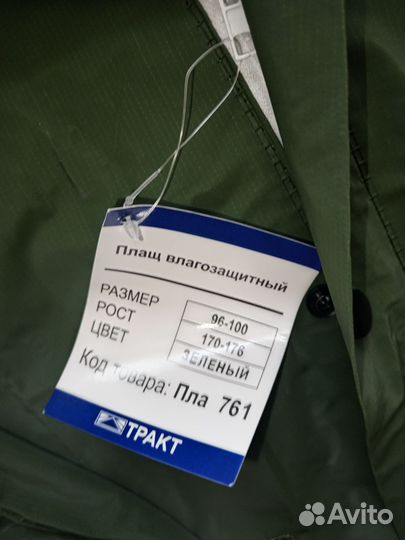 Плащ влагозащитный
РАЗМЕР 96-100
РОСТ 170-176
ЦВЕТ ЗЕЛЕНЫЙ
Код товара: Пла 761
ТРАКТ
Avito